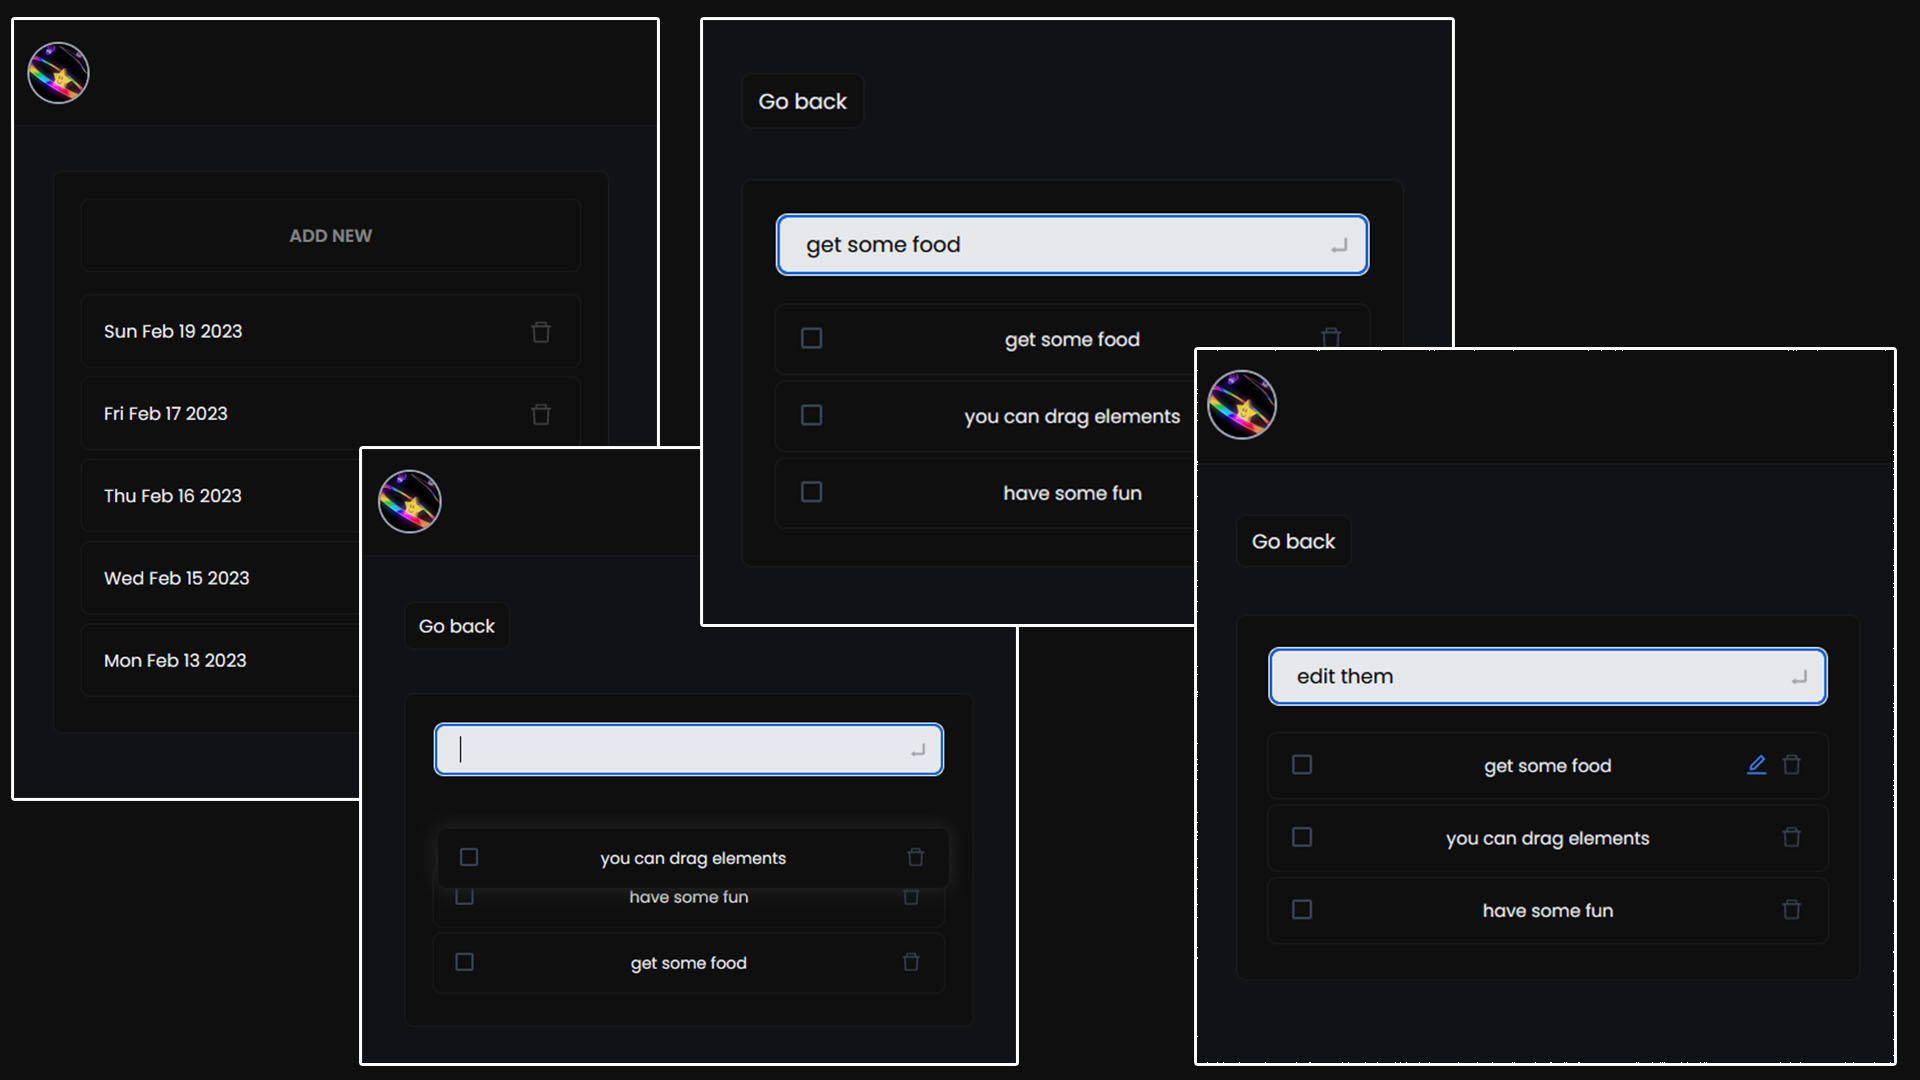 ADD NEW
Sun Feb 19 2023
Fri Feb 17 2023
Thu Feb 16 2023
Wed Feb 15 2023
Mon Feb 13 2023
Go back
get some food
get some food
you can drag elements
have some fun
Go back
you can drag elements
have some fun
get some food
Go back
edit them
get some food
you can drag elements
have some fun